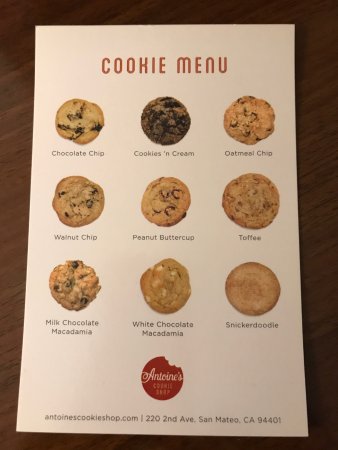 COOKIE MENU
Chocolate Chip
Cookies 'n Cream
Oatmeal Chip
Walnut Chip
Peanut Buttercup
Toffee
Milk Chocolate
Macadamia
White Chocolate
Macadamia
Snickerdoodle
Antoine's
COOKIE
SHOP
antoinescookieshop.com | 220 2nd Ave, San Mateo, CA 94401